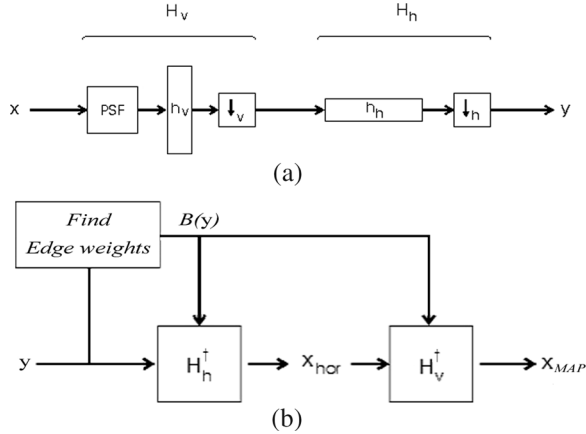 H_v H_h
x PSF h_v ↓_v h_h ↓_h y
(a)
Find B(y)
Edge weights
y H_h^† x_hor H_v^† x_MAP
(b)